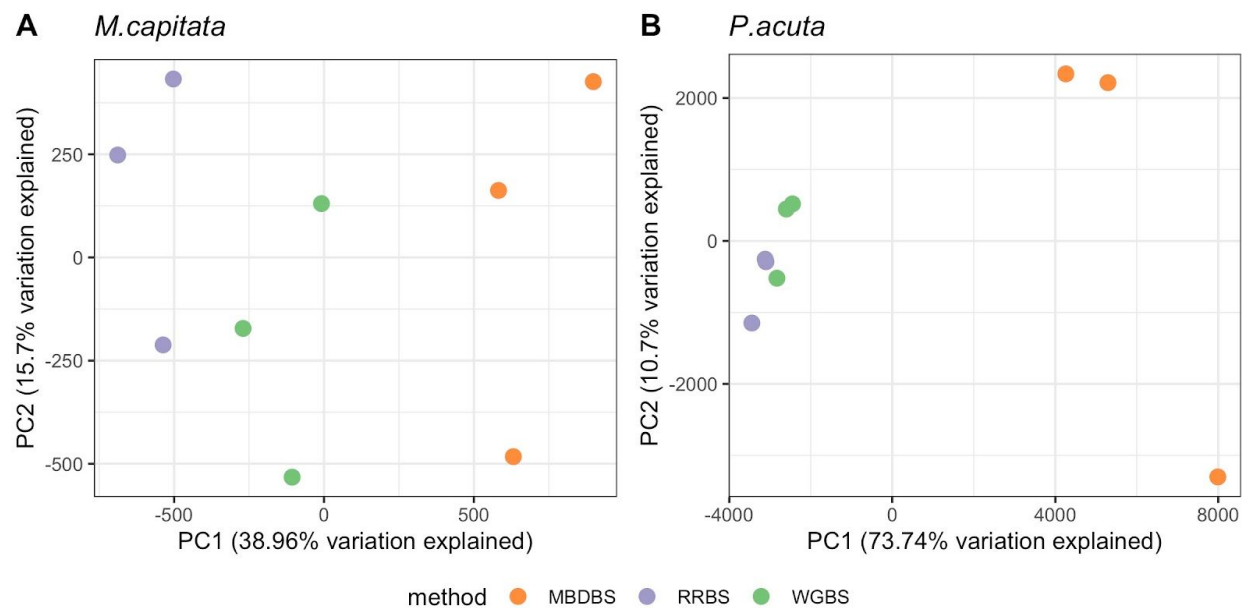 A M.capitata
PC2 (15.7% variation explained)
250
0
-250
-500
-500 0 500
PC1 (38.96% variation explained)
B P.acuta
PC2 (10.7% variation explained)
2000
0
-2000
-4000 0 4000 8000
PC1 (73.74% variation explained)
method MBDBS RRBS WGBS